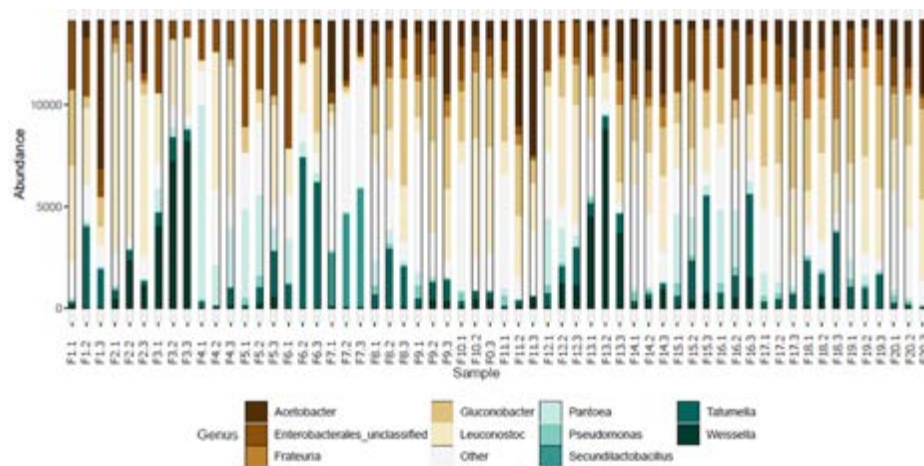 Abundance
10000
5000
0
F1.1 F1.2 F1.3 F2.1 F2.2 F2.3 F3.1 F3.2 F3.3 F4.1 F4.2 F4.3 F5.1 F5.2 F5.3 F6.1 F6.2 F6.3 F7.1 F7.2 F7.3 F8.1 F8.2 F8.3 F9.1 F9.2 F9.3 F10.1 F10.2 F0.3 F11.1 F11.2 F11.3 F12.1 F12.2 F12.3 F13.1 F13.2 F13.3 F14.1 F14.2 F14.3 F15.1 F15.2 F15.3 F16.1 F16.2 F16.3 F17.1 F17.2 F17.3 F18.1 F18.2 F18.3 F19.1 F19.2 F19.3 F20.1 F20.2
Sample
Genus
Acetobacter Gluconobacter Pantoea Tatumella
Enterobacterales_unclassified Leuconostoc Pseudomonas Weissella
Frateuria Other Secundilactobacillus